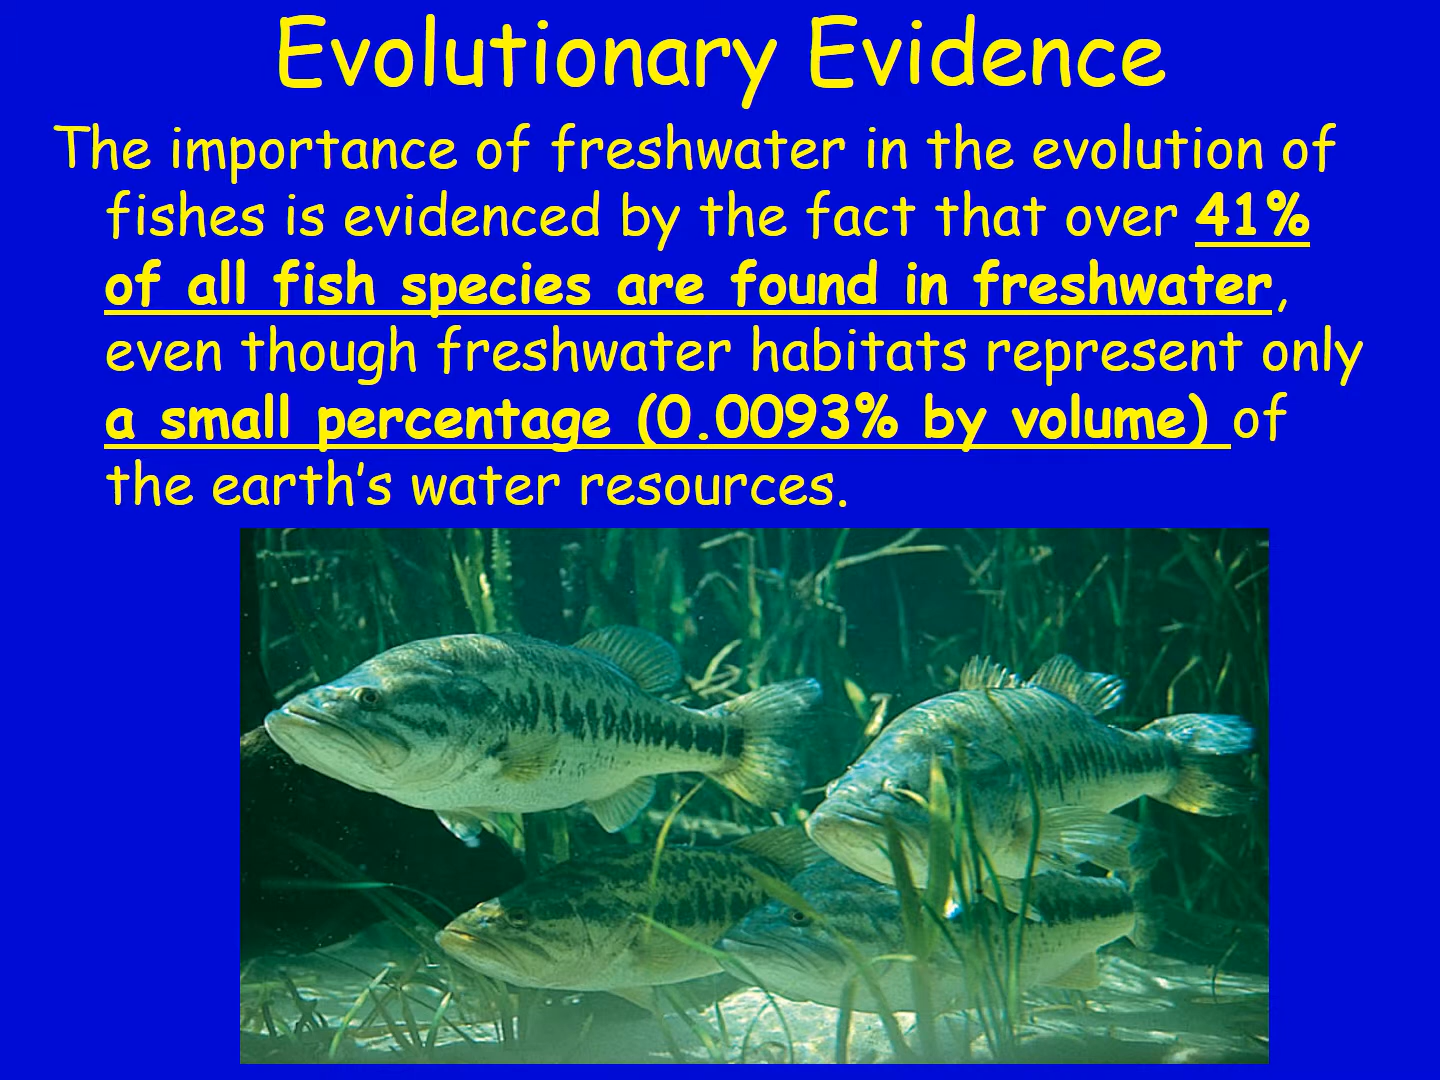 Evolutionary Evidence
The importance of freshwater in the evolution of
fishes is evidenced by the fact that over 41%
of all fish species are found in freshwater,
even though freshwater habitats represent only
a small percentage (0.0093% by volume) of
the earth’s water resources.